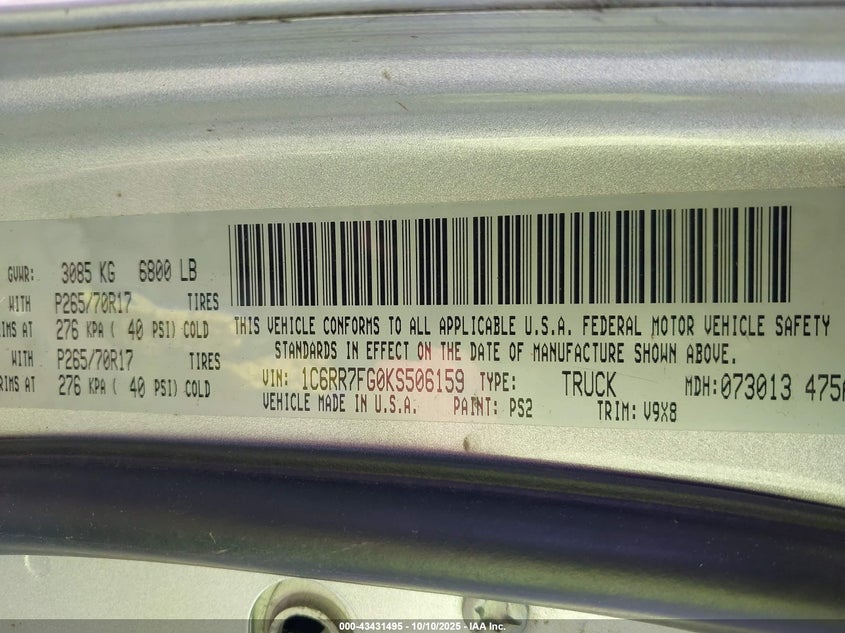 GVWR: 3085 KG 6800 LB
WITH P265/70R17 TIRES
RIMS AT 276 KPA ( 40 PSI) COLD
WITH P265/70R17 TIRES
RIMS AT 276 KPA ( 40 PSI) COLD
THIS VEHICLE CONFORMS TO ALL APPLICABLE U.S.A. FEDERAL MOTOR VEHICLE SAFETY
STANDARDS IN EFFECT ON THE DATE OF MANUFACTURE SHOWN ABOVE.
VIN: 1C6RR7FG0KS506159 TYPE: TRUCK MDH:073013 475A
VEHICLE MADE IN U.S.A. PAINT: PS2 TRIM: V9X8
000-43431495 - 10/10/2025 - IAA Inc.